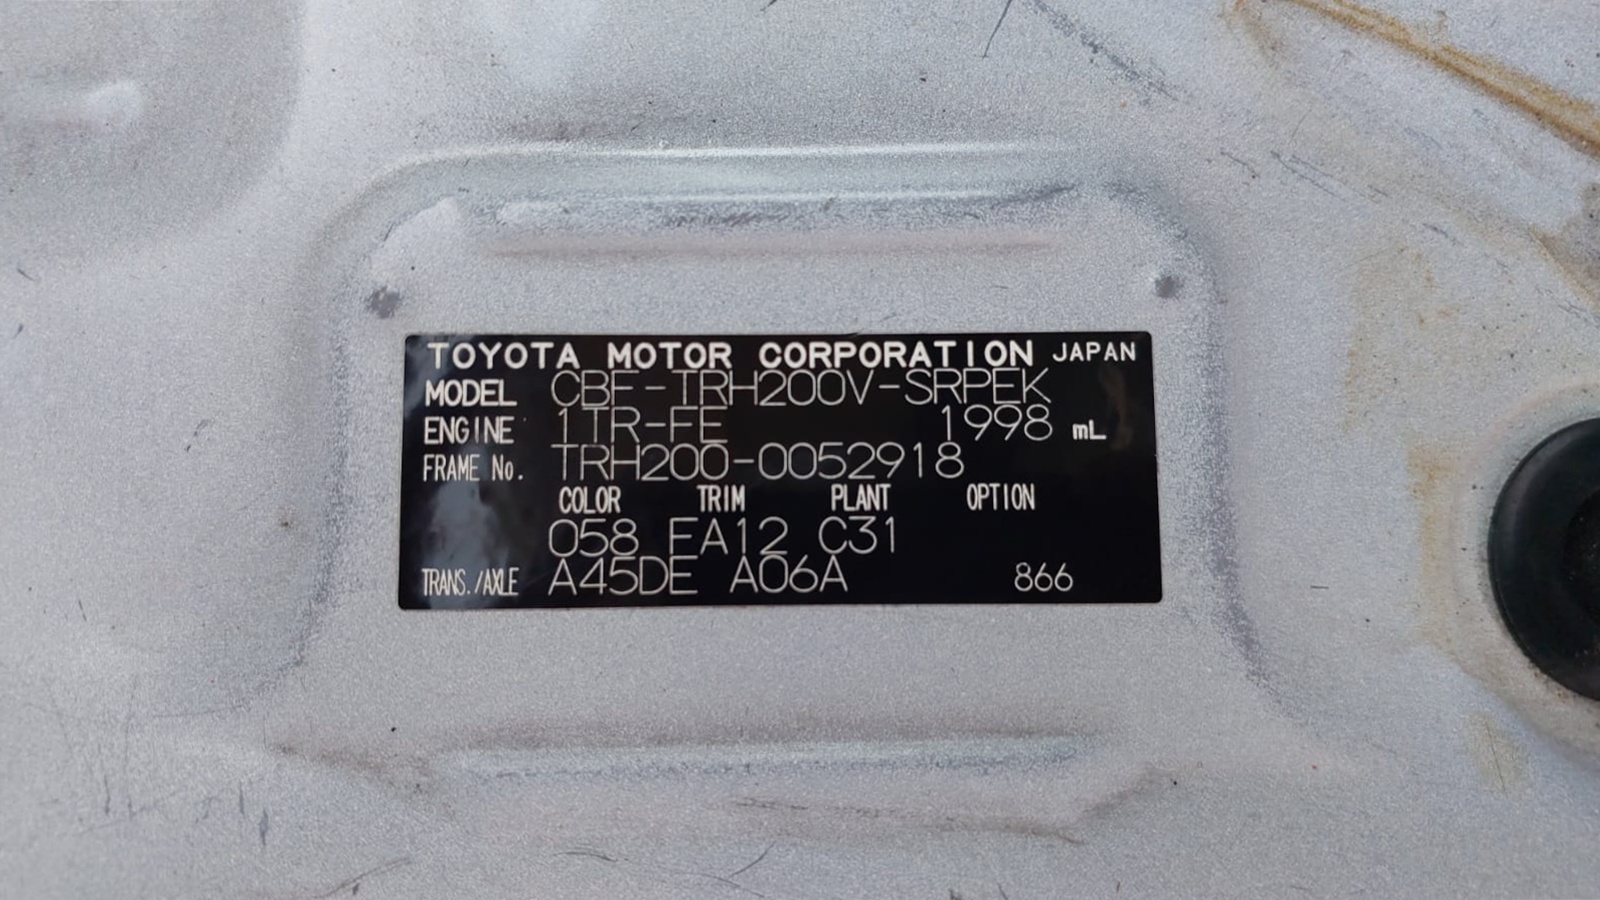 TOYOTA MOTOR CORPORATION JAPAN
MODEL CBF-TRH200V-SRPEK
ENGINE 1TR-FE 1998 mL
FRAME No. TRH200-0052918
COLOR TRIM PLANT OPTION
058 FA12 C31
TRANS./AXLE A45DE A06A 866